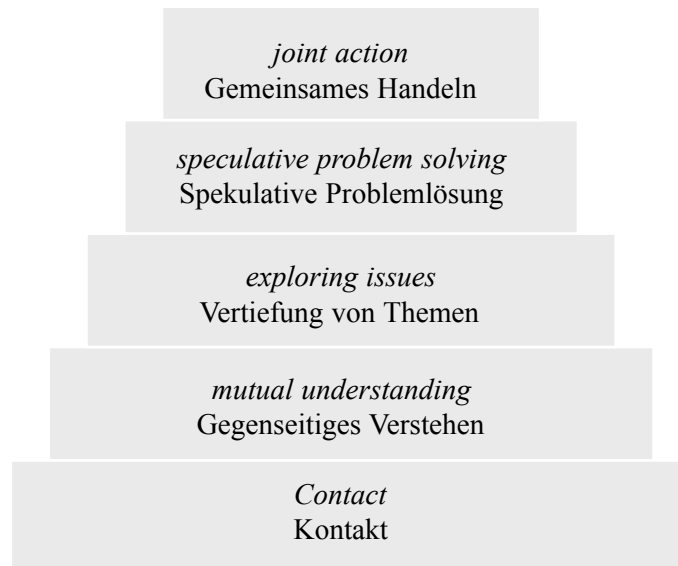 joint action
Gemeinsames Handeln
speculative problem solving
Spekulative Problemlösung
exploring issues
Vertiefung von Themen
mutual understanding
Gegenseitiges Verstehen
Contact
Kontakt